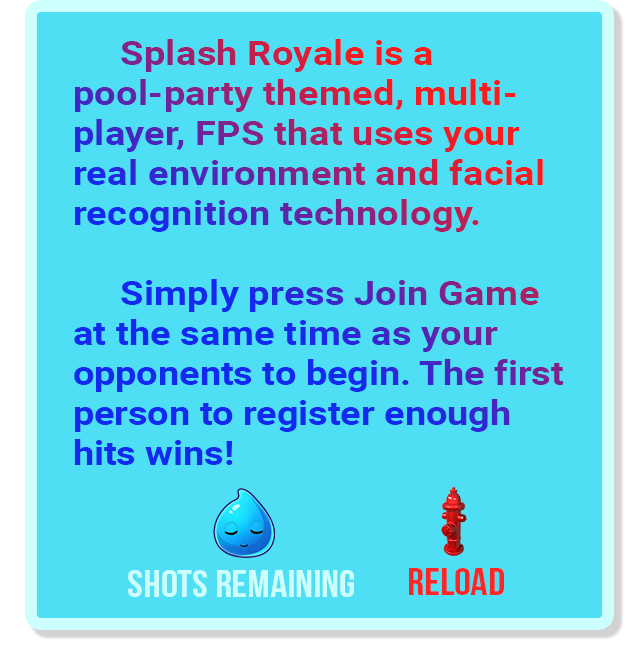 Splash Royale is a
pool-party themed, multi-
player, FPS that uses your
real environment and facial
recognition technology.
Simply press Join Game
at the same time as your
opponents to begin. The first
person to register enough
hits wins!
SHOTS REMAINING
RELOAD